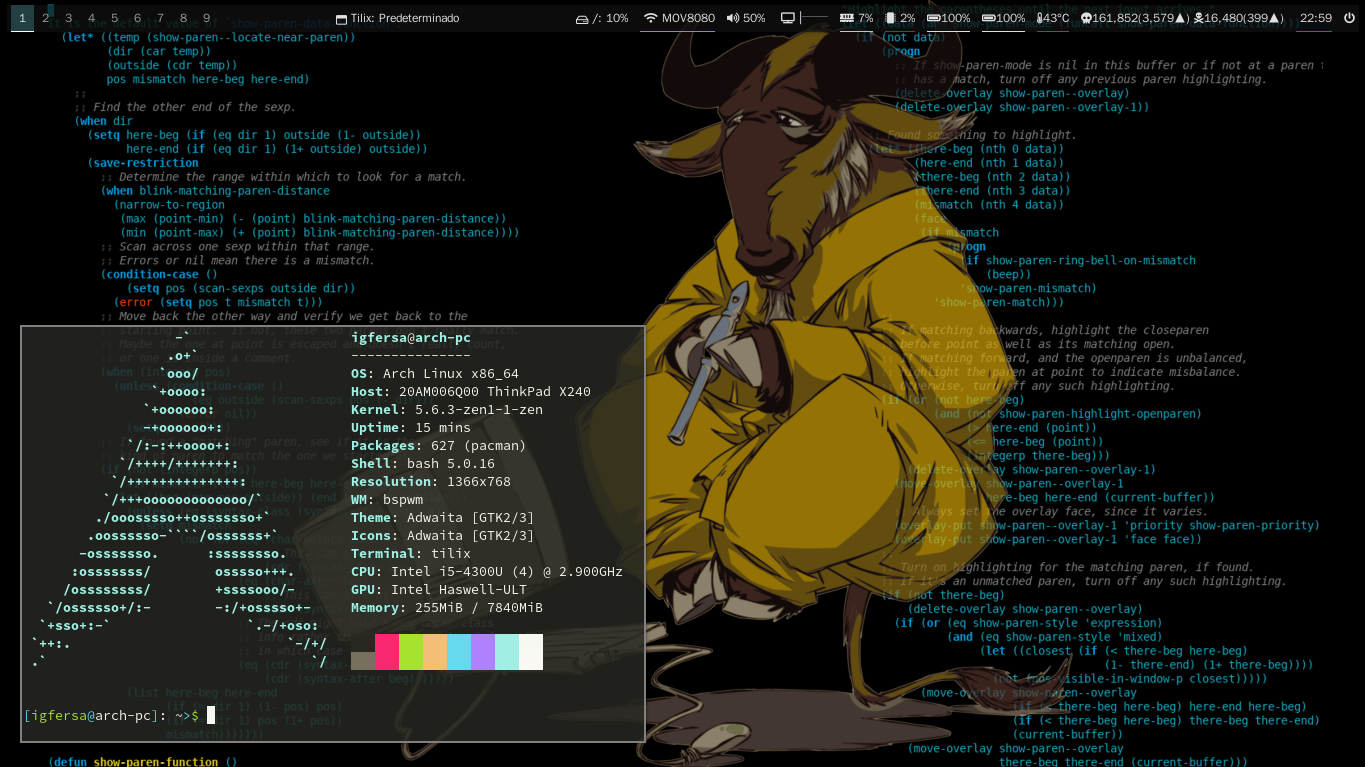 1 2 3 4 5 6 7 8 9 Tilix: Predeterminado /: 10% MOV8080 50% 7% 2% 100% 100% 43°C 161,852(3,579▲) 16,480(399▲) 22:59
(let* ((temp (show-paren--locate-near-paren))
(dir (car temp))
(outside (cdr temp))
pos mismatch here-beg here-end)
;;
;; Find the other end of the sexp.
(when dir
(setq here-beg (if (eq dir 1) outside (1- outside))
here-end (if (eq dir 1) (1+ outside) outside))
(save-restriction
;; Determine the range within which to look for a match.
(when blink-matching-paren-distance
(narrow-to-region
(max (point-min) (- (point) blink-matching-paren-distance))
(min (point-max) (+ (point) blink-matching-paren-distance))))
;; Scan across one sexp within that range.
;; Errors or nil mean there is a mismatch.
(condition-case ()
(setq pos (scan-sexps outside dir))
(error (setq pos t mismatch t)))
;; Move back the other way and verify we get back to the
igfersa@arch-pc
---------------
OS: Arch Linux x86_64
Host: 20AM006Q00 ThinkPad X240
Kernel: 5.6.3-zen1-1-zen
Uptime: 15 mins
Packages: 627 (pacman)
Shell: bash 5.0.16
Resolution: 1366x768
WM: bspwm
Theme: Adwaita [GTK2/3]
Icons: Adwaita [GTK2/3]
Terminal: tilix
CPU: Intel i5-4300U (4) @ 2.900GHz
GPU: Intel Haswell-ULT
Memory: 255MiB / 7840MiB
[igfersa@arch-pc]: ~>$
(defun show-paren-function ()
(if (not data)
(progn
;; If show-paren-mode is nil in this buffer or if not at a paren
;; has a match, turn off any previous paren highlighting.
(delete-overlay show-paren--overlay)
(delete-overlay show-paren--overlay-1))
;; Found something to highlight.
(let* ((here-beg (nth 0 data))
(here-end (nth 1 data))
(there-beg (nth 2 data))
(there-end (nth 3 data))
(mismatch (nth 4 data))
(face
(if mismatch
(progn
(if show-paren-ring-bell-on-mismatch
(beep))
'show-paren-mismatch)
'show-paren-match)))
;;
;; If matching backwards, highlight the closeparen
;; before point as well as its matching open.
;; If matching forward, and the openparen is unbalanced,
;; highlight the paren at point to indicate misbalance.
;; Otherwise, turn off any such highlighting.
(if (or (not here-beg)
(and (not show-paren-highlight-openparen)
(> here-end (point))
(<= here-beg (point))
(integerp there-beg)))
(delete-overlay show-paren--overlay-1)
(move-overlay show-paren--overlay-1
here-beg here-end (current-buffer))
;; Always set the overlay face, since it varies.
(overlay-put show-paren--overlay-1 'priority show-paren-priority)
(overlay-put show-paren--overlay-1 'face face))
;;
;; Turn on highlighting for the matching paren, if found.
;; If it's an unmatched paren, turn off any such highlighting.
(if (not there-beg)
(delete-overlay show-paren--overlay)
(if (or (eq show-paren-style 'expression)
(and (eq show-paren-style 'mixed)
(let ((closest (if (< there-beg here-beg)
(1- there-end) (1+ there-beg))))
(not (pos-visible-in-window-p closest)))))
(move-overlay show-paren--overlay
(if (< there-beg here-beg) here-end here-beg)
(if (< there-beg here-beg) there-beg there-end)
(current-buffer))
(move-overlay show-paren--overlay
there-beg there-end (current-buffer)))